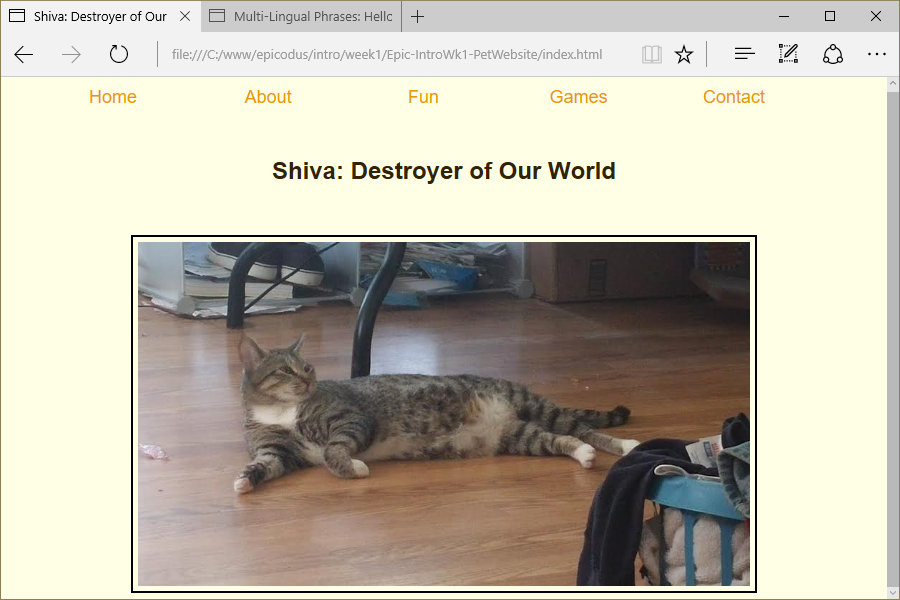 Shiva: Destroyer of Our
Multi-Lingual Phrases: Hello
file:///C:/www/epicodus/intro/week1/Epic-IntroWk1-PetWebsite/index.html
Home About Fun Games Contact
Shiva: Destroyer of Our World